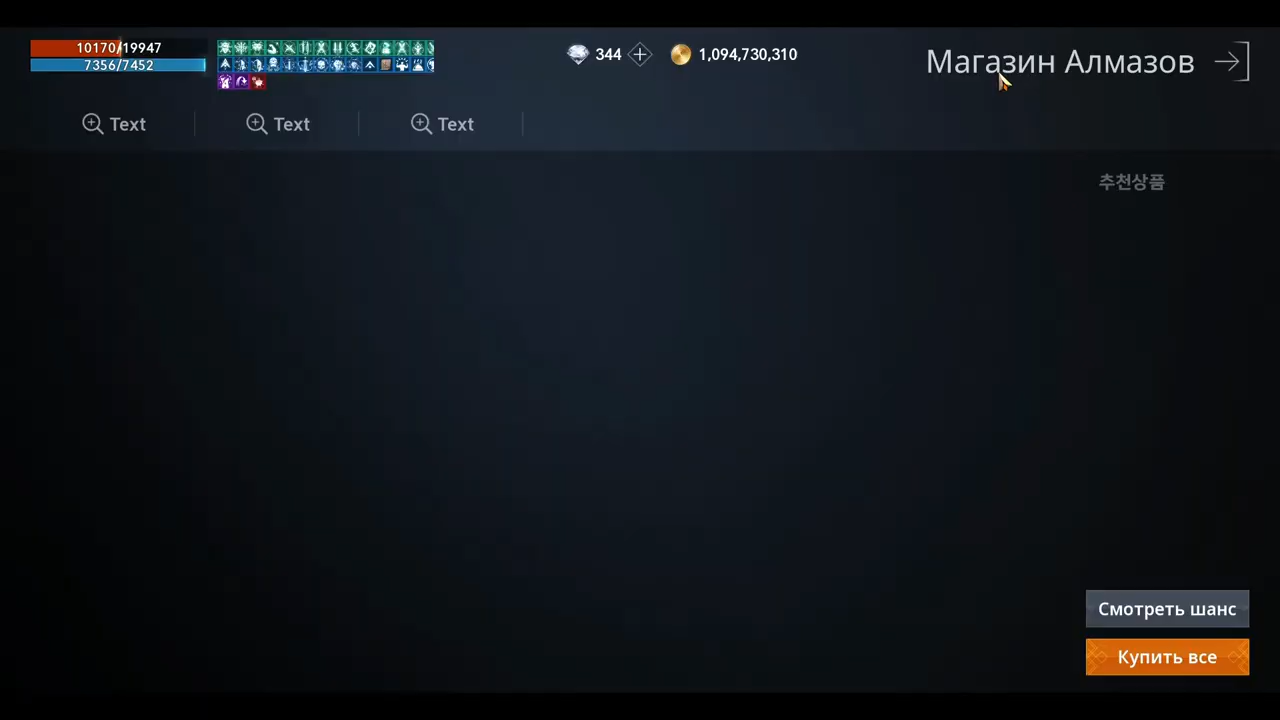 10170/19947
7356/7452
344
1,094,730,310
Магазин Алмазов
Text
Text
Text
추천상품
Смотреть шанс
Купить все